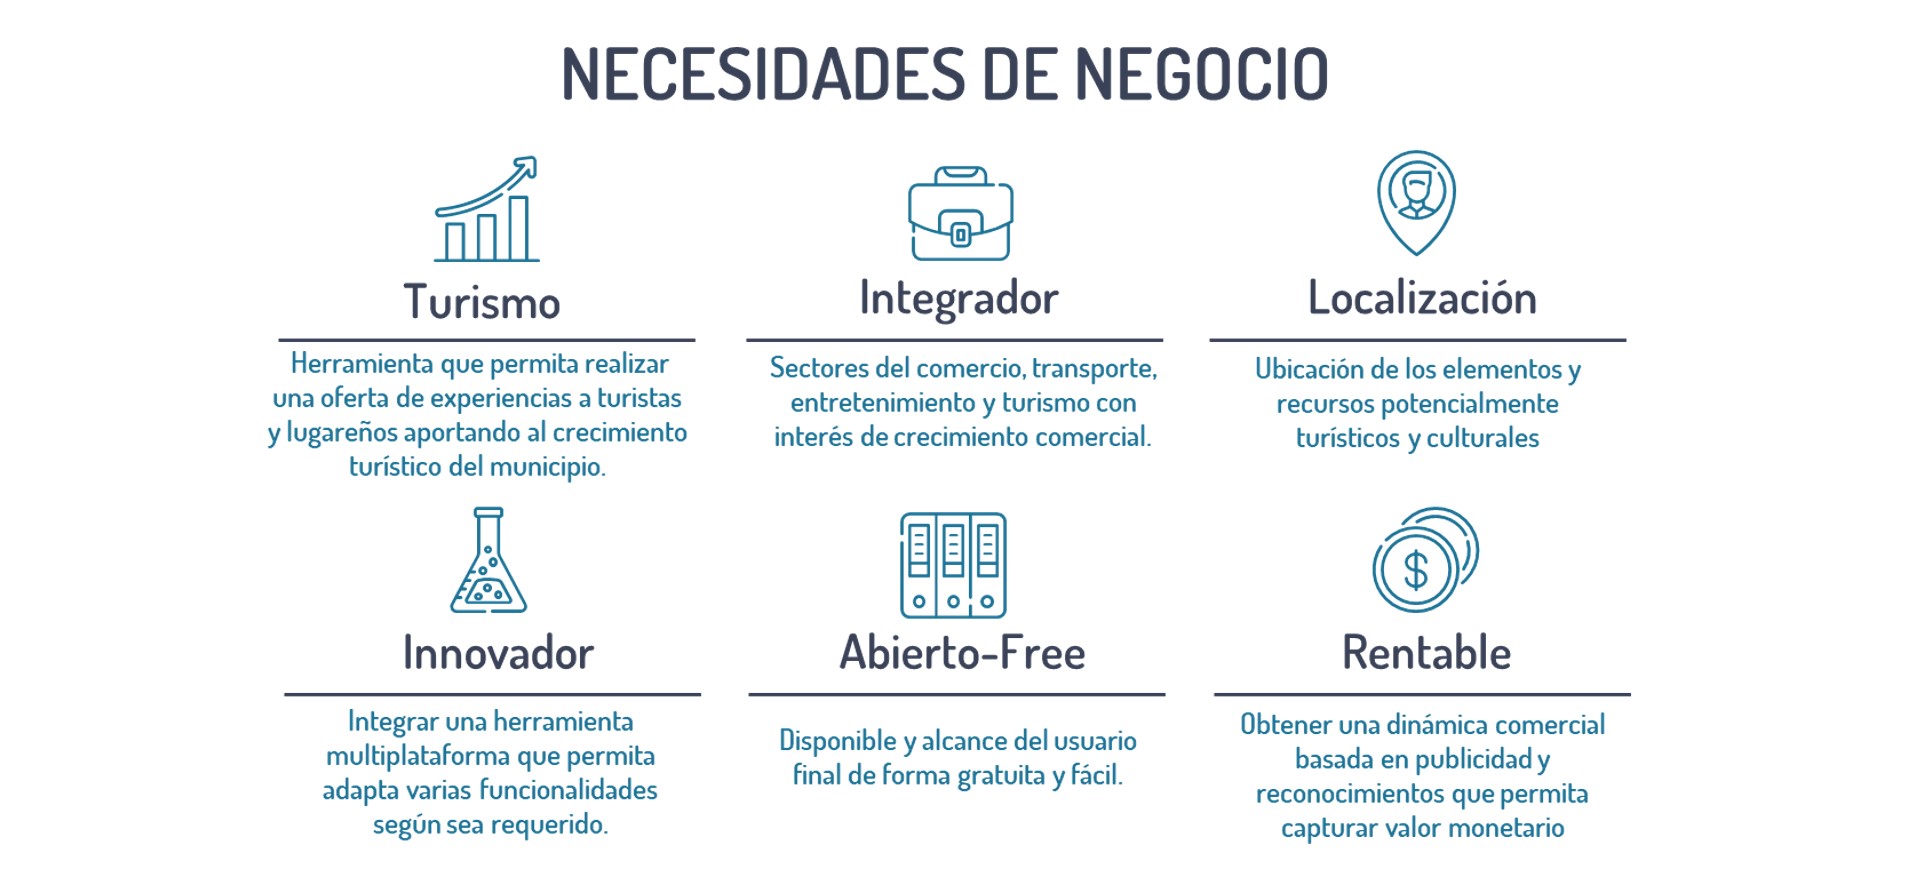 NECESIDADES DE NEGOCIO
Turismo
Herramienta que permita realizar
una oferta de experiencias a turistas
y lugareños aportando al crecimiento
turístico del municipio.
Integrador
Sectores del comercio, transporte,
entretenimiento y turismo con
interés de crecimiento comercial.
Localización
Ubicación de los elementos y
recursos potencialmente
turísticos y culturales
Innovador
Integrar una herramienta
multiplataforma que permita
adapta varias funcionalidades
según sea requerido.
Abierto-Free
Disponible y alcance del usuario
final de forma gratuita y fácil.
$
Rentable
Obtener una dinámica comercial
basada en publicidad y
reconocimientos que permita
capturar valor monetario